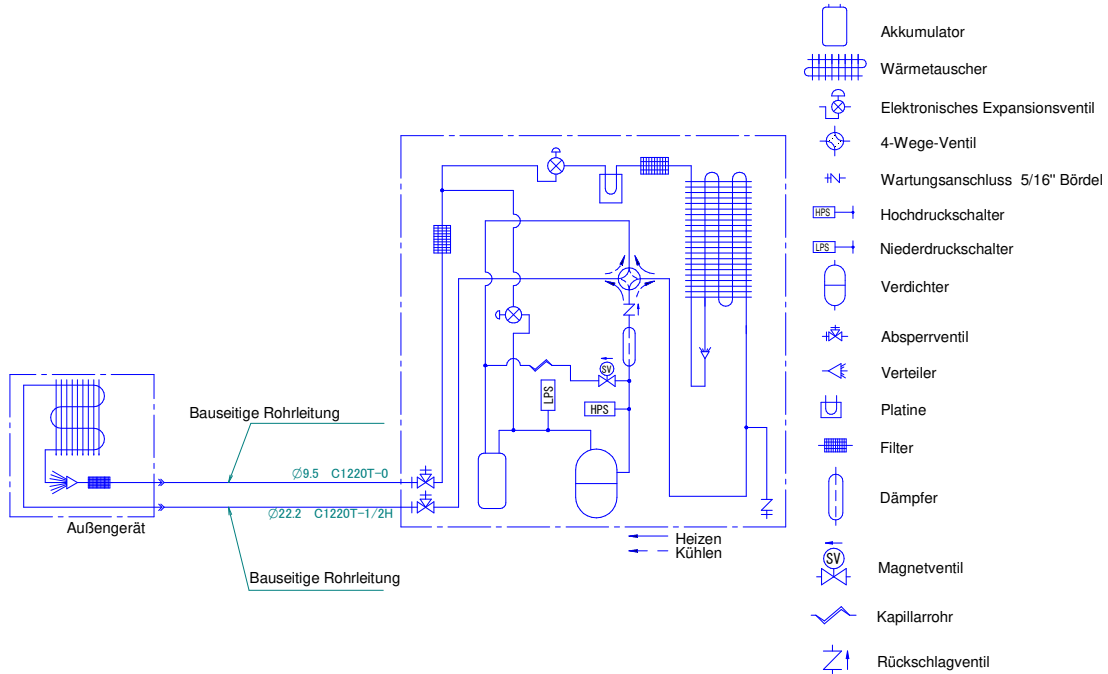 Akkumulator
Wärmetauscher
Elektronisches Expansionsventil
4-Wege-Ventil
Wartungsanschluss 5/16" Bördel
HPS
Hochdruckschalter
LPS
Niederdruckschalter
Verdichter
Absperrventil
Verteiler
Platine
Filter
Dämpfer
SV
Magnetventil
Kapillarrohr
Rückschlagventil
SV
LPS
HPS
Bauseitige Rohrleitung
∅9.5 C1220T-0
∅22.2 C1220T-1/2H
Außengerät
Bauseitige Rohrleitung
Heizen
Kühlen